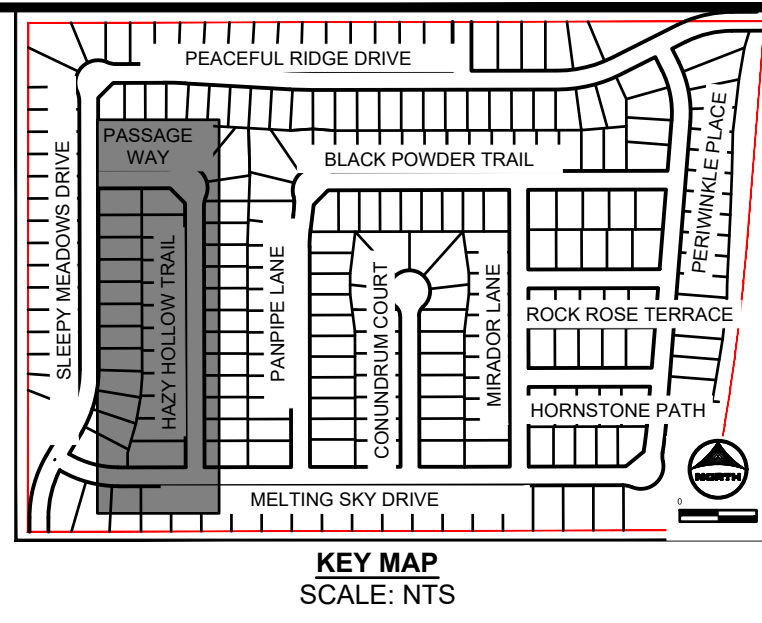 PEACEFUL RIDGE DRIVE
PASSAGE
WAY
BLACK POWDER TRAIL
SLEEPY MEADOWS DRIVE
HAZY HOLLOW TRAIL
PANPIPE LANE
CONUNDRUM COURT
MIRADOR LANE
PERIWINKLE PLACE
ROCK ROSE TERRACE
HORNSTONE PATH
MELTING SKY DRIVE
NORTH
0
KEY MAP
SCALE: NTS